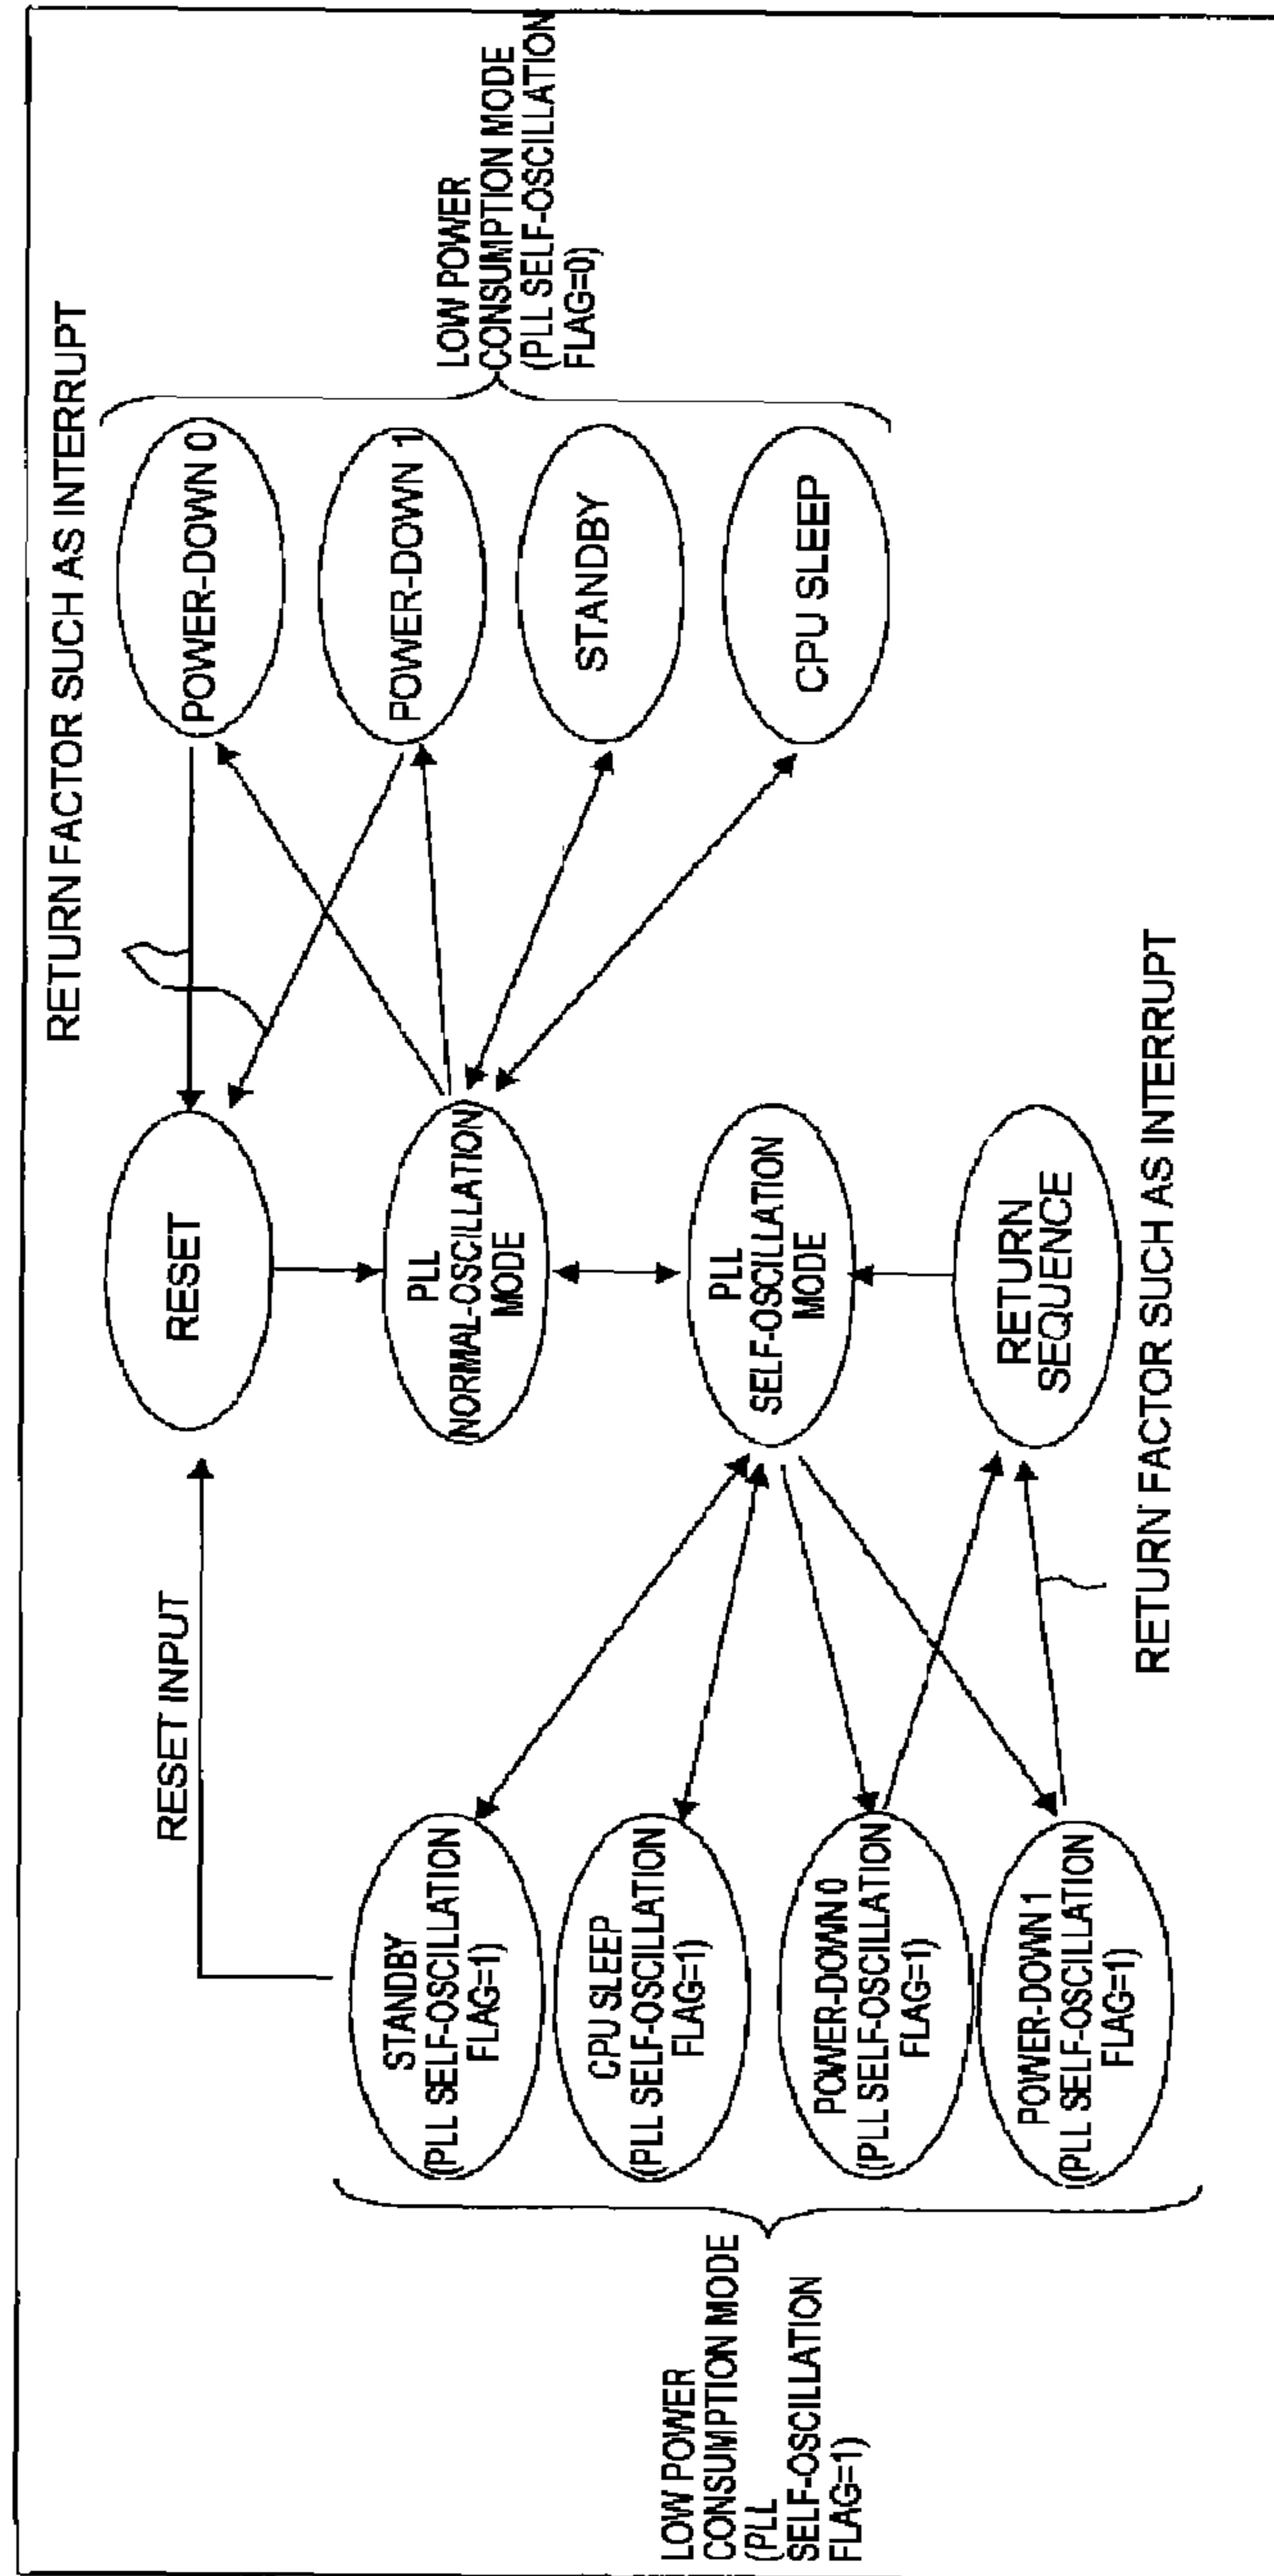 RETURN FACTOR SUCH AS INTERRUPT
RESET INPUT
RESET
POWER-DOWN 0
POWER-DOWN 1
STANDBY
CPU SLEEP
LOW POWER
CONSUMPTION MODE
(PLL SELF-OSCILLATION
FLAG=0)
PLL
(NORMAL-OSCILLATION)
MODE
PLL
SELF-OSCILLATION
MODE
RETURN
SEQUENCE
STANDBY
(PLL SELF-OSCILLATION
FLAG=1)
CPU SLEEP
(PLL SELF-OSCILLATION
FLAG=1)
POWER-DOWN 0
(PLL SELF-OSCILLATION
FLAG=1)
POWER-DOWN 1
(PLL SELF-OSCILLATION
FLAG=1)
LOW POWER
CONSUMPTION MODE
(PLL
SELF-OSCILLATION
FLAG=1)
RETURN FACTOR SUCH AS INTERRUPT